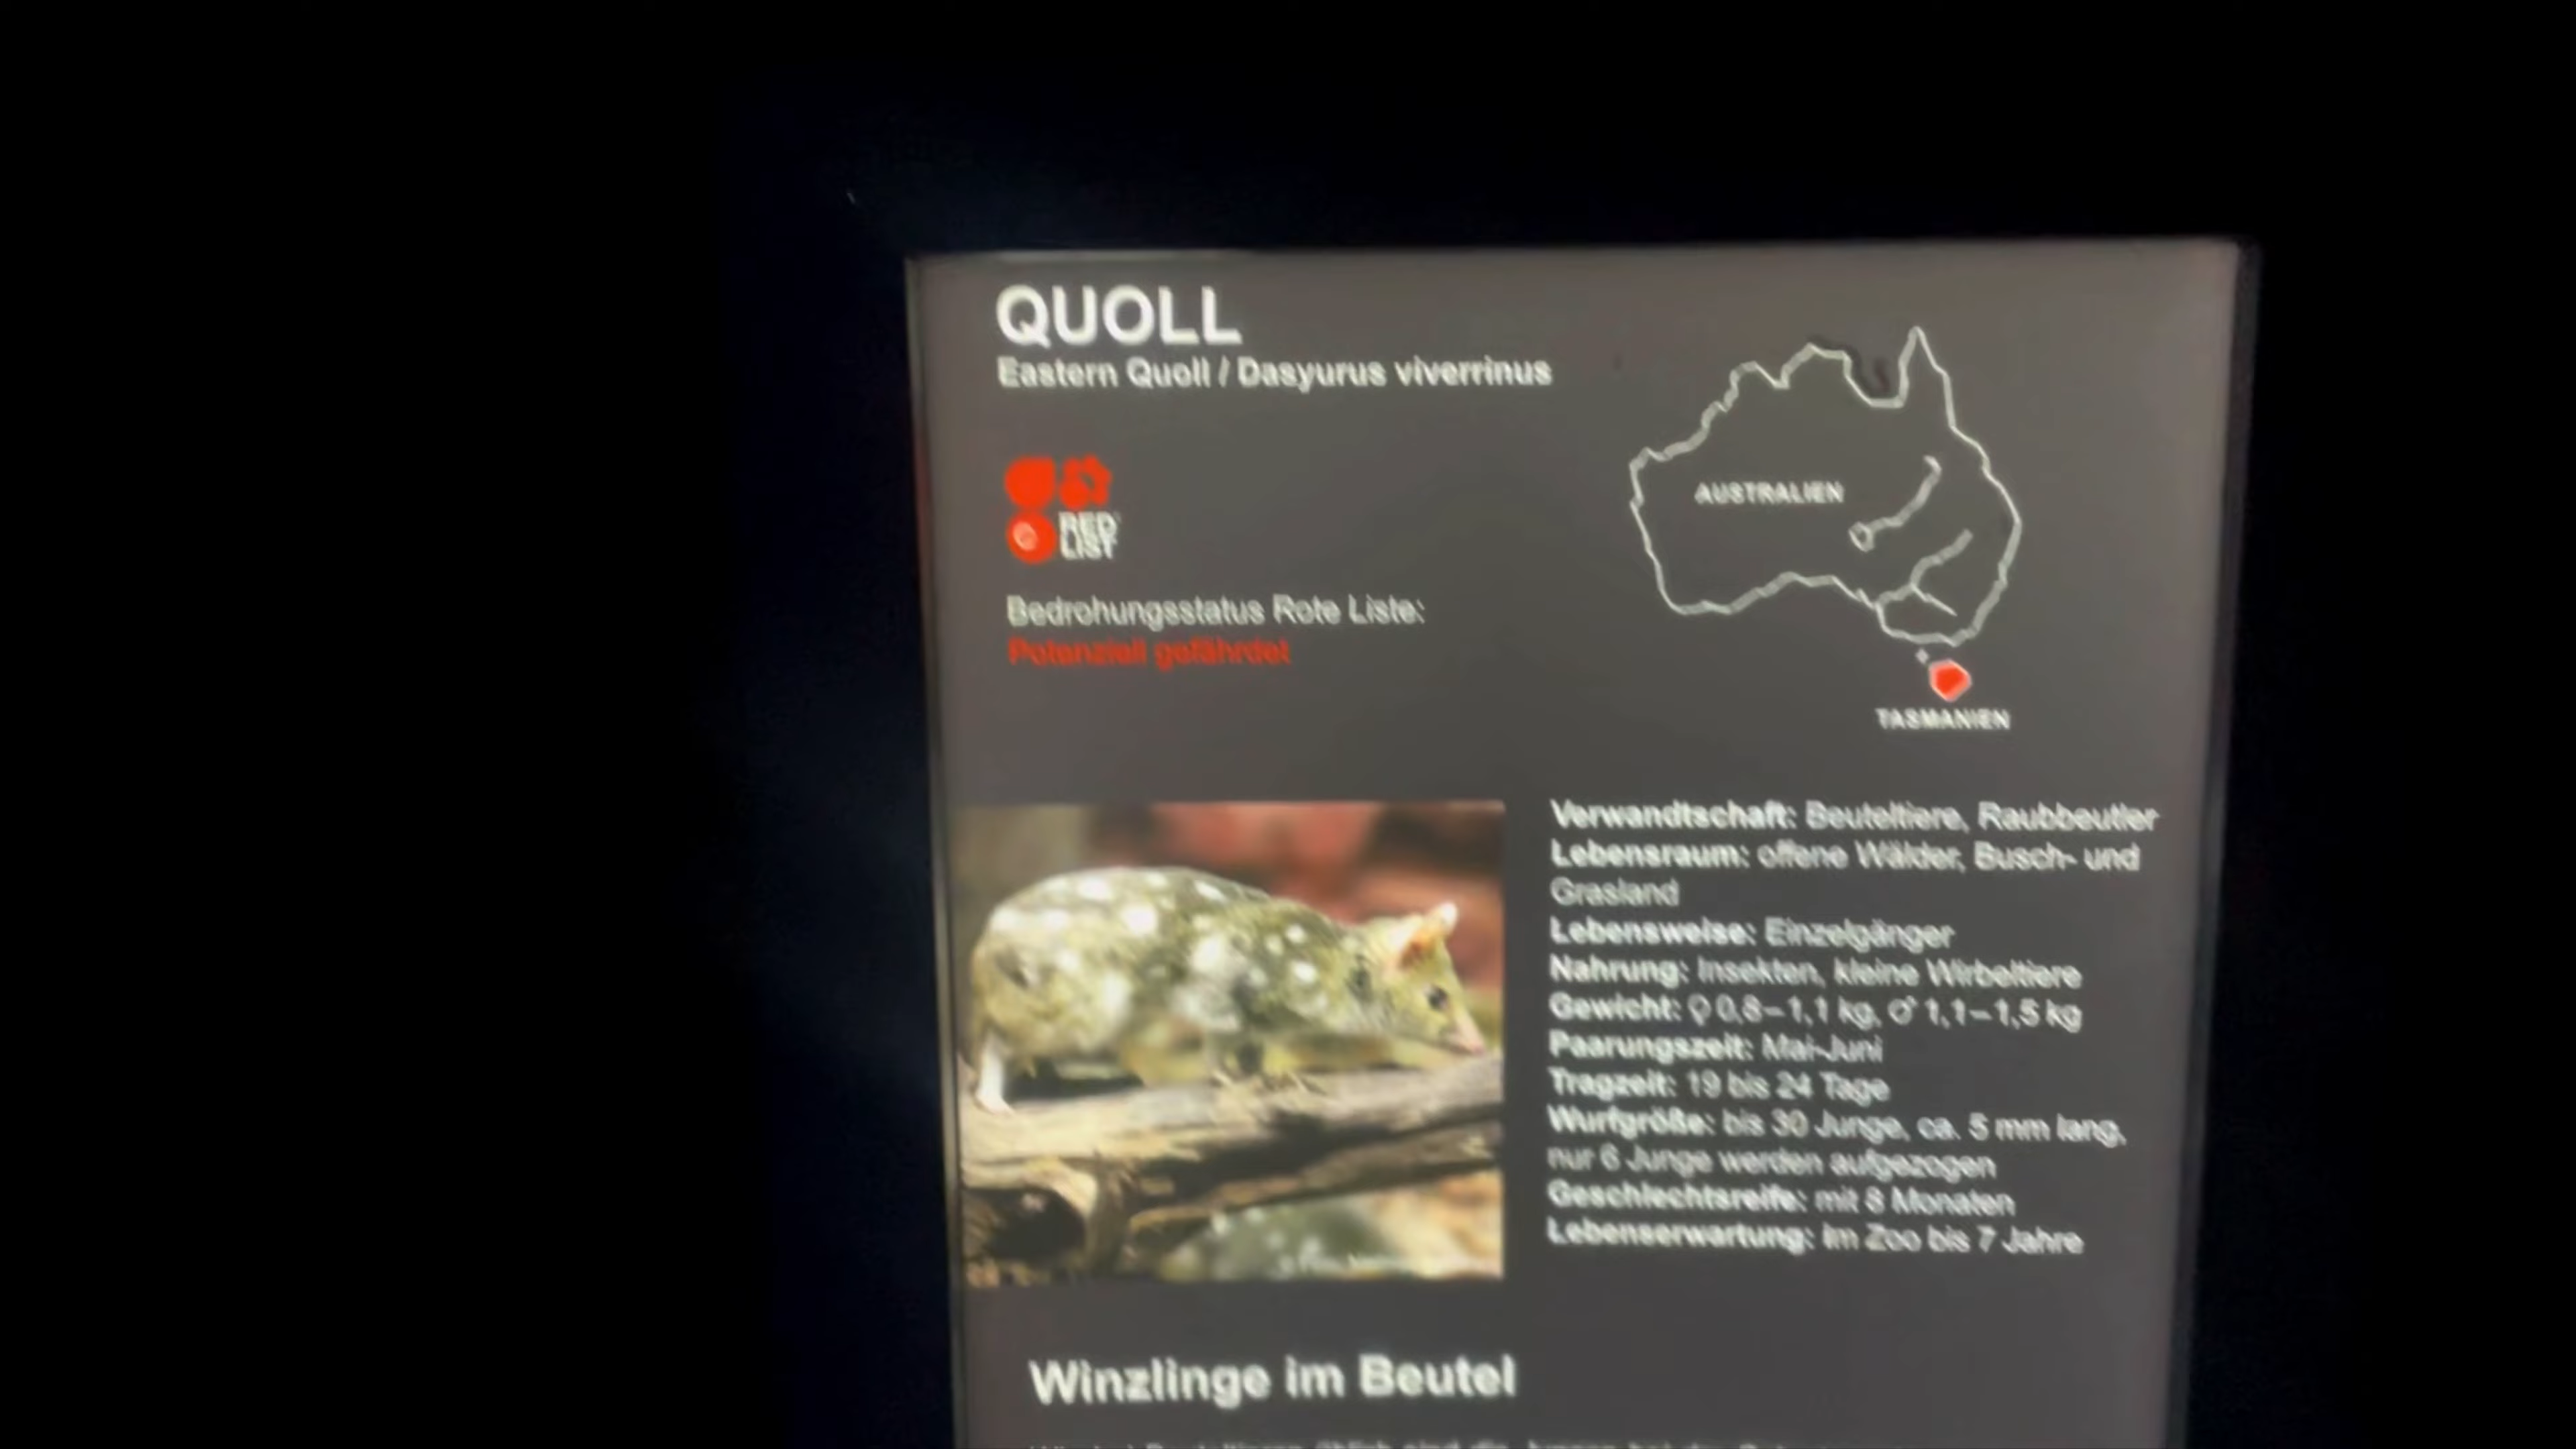 QUOLL
Eastern Quoll / Dasyurus viverrinus
RED
LIST
Bedrohungsstatus Rote Liste:
Potenziell gefährdet
AUSTRALIEN
TASMANIEN
Verwandtschaft: Beuteltiere, Raubbeutler
Lebensraum: offene Wälder, Busch- und
Grasland
Lebensweise: Einzelgänger
Nahrung: Insekten, kleine Wirbeltiere
Gewicht: ♀ 0,8–1,1 kg, ♂ 1,1–1,5 kg
Paarungszeit: Mai-Juni
Tragzeit: 19 bis 24 Tage
Wurfgröße: bis 30 Junge, ca. 5 mm lang,
nur 6 Junge werden aufgezogen
Geschlechtsreife: mit 8 Monaten
Lebenserwartung: im Zoo bis 7 Jahre
Winzlinge im Beutel